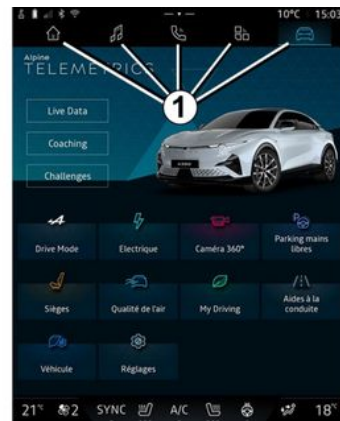 10°C 15:03
Alpine
TELEMETRICS
1
Live Data
Coaching
Challenges
Drive Mode
Electrique
Caméra 360°
Parking mains
libres
Sièges
Qualité de l'air
My Driving
Aides à la
conduite
Véhicule
Réglages
21°C 2 SYNC A/C 18°C